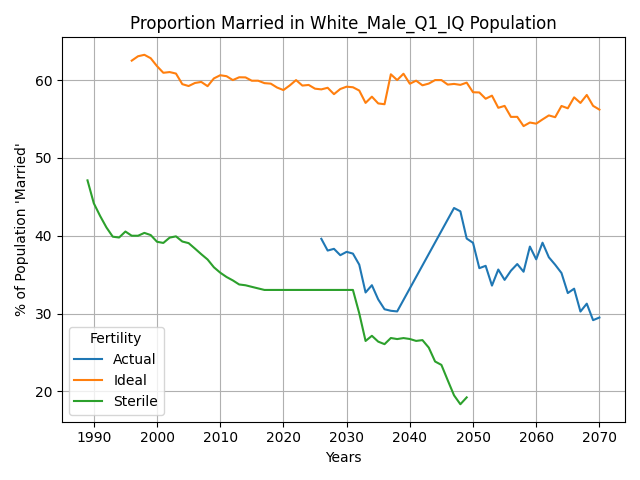 Proportion Married in White_Male_Q1_IQ Population
% of Population 'Married'
60
50
40
30
20
Fertility
Actual
Ideal
Sterile
1990 2000 2010 2020 2030 2040 2050 2060 2070
Years